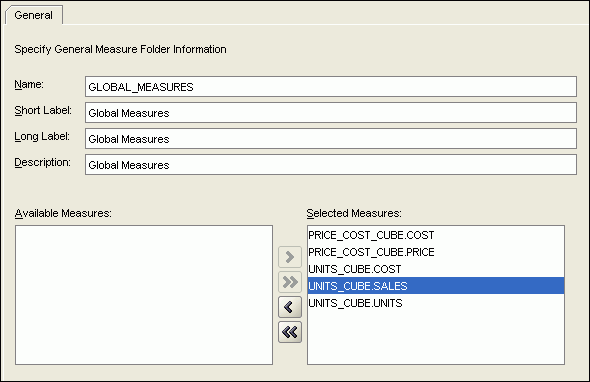 General
Specify General Measure Folder Information
Name: GLOBAL_MEASURES
Short Label: Global Measures
Long Label: Global Measures
Description: Global Measures
Available Measures:
Selected Measures:
PRICE_COST_CUBE.COST
PRICE_COST_CUBE.PRICE
UNITS_CUBE.COST
UNITS_CUBE.SALES
UNITS_CUBE.UNITS